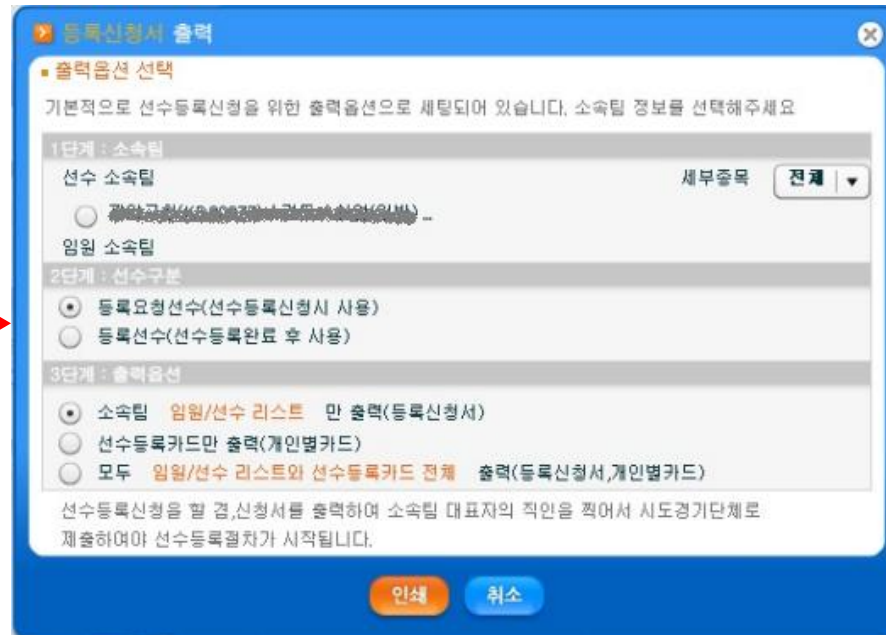 등록신청서 출력
출력옵션 선택
기본적으로 선수등록신청을 위한 출력옵션으로 세팅되어 있습니다. 소속팀 정보를 선택해주세요
1단계 : 소속팀
선수 소속팀 세부종목 전체
임원 소속팀
2단계 : 선수구분
등록요청선수(선수등록신청시 사용)
등록선수(선수등록완료 후 사용)
3단계 : 출력옵션
소속팀 임원/선수 리스트 만 출력(등록신청서)
선수등록카드만 출력(개인별카드)
모두 임원/선수 리스트와 선수등록카드 전체 출력(등록신청서,개인별카드)
선수등록신청을 할 겸,신청서를 출력하여 소속팀 대표자의 직인을 찍어서 시도경기단체로
제출하여야 선수등록절차가 시작됩니다.
인쇄 취소